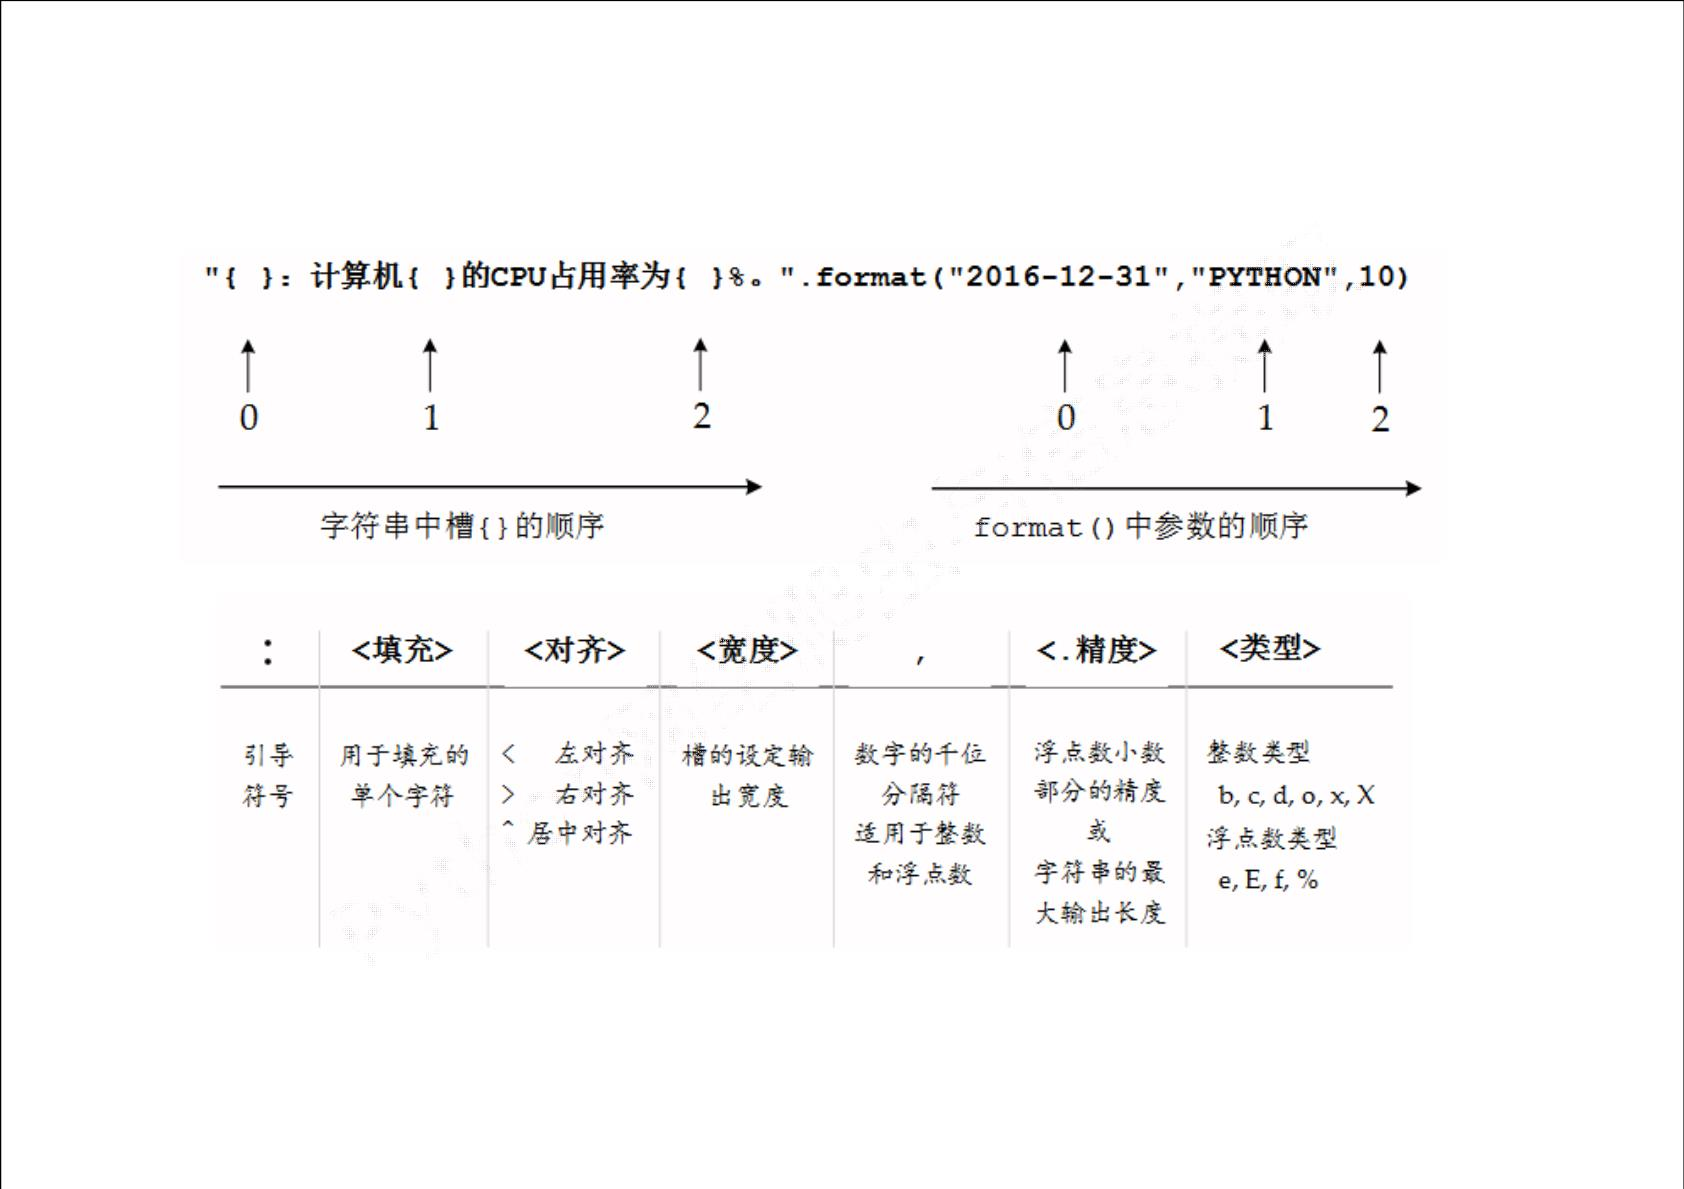 "{ }: 计算机{ }的CPU占用率为{ }%。".format("2016-12-31","PYTHON",10)
0 1 2 0 1 2
字符串中槽{}的顺序
format()中参数的顺序
: <填充> <对齐> <宽度> , <.精度> <类型>
引导
符号
用于填充的
单个字符
< 左对齐
> 右对齐
^ 居中对齐
槽的设定输
出宽度
数字的千位
分隔符
适用于整数
和浮点数
浮点数小数
部分的精度
或
字符串的最
大输出长度
整数类型
b, c, d, o, x, X
浮点数类型
e, E, f, %